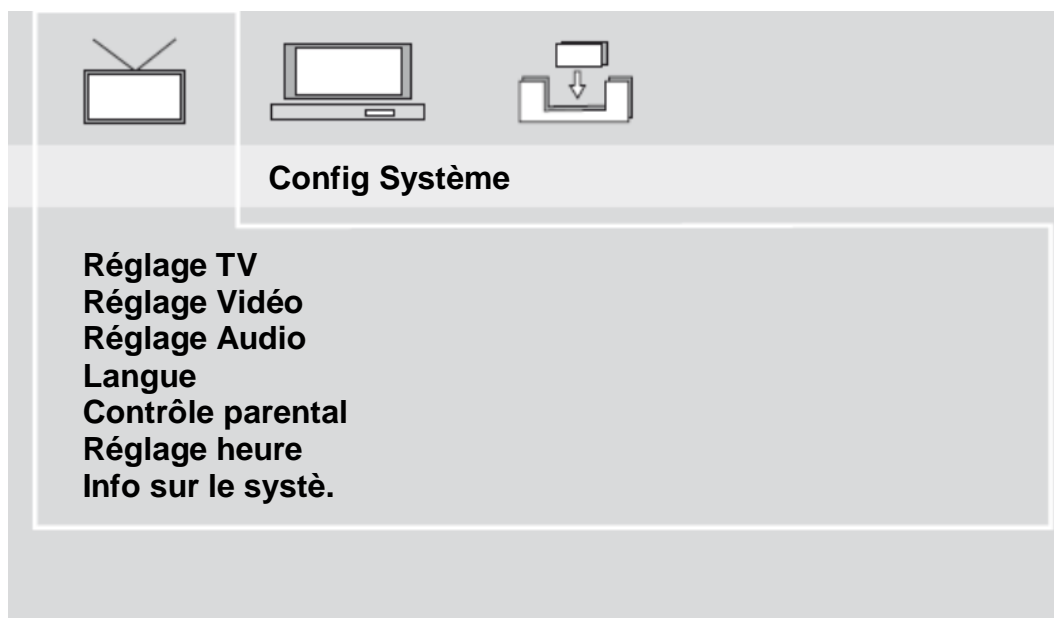 Config Système
Réglage TV
Réglage Vidéo
Réglage Audio
Langue
Contrôle parental
Réglage heure
Info sur le systè.